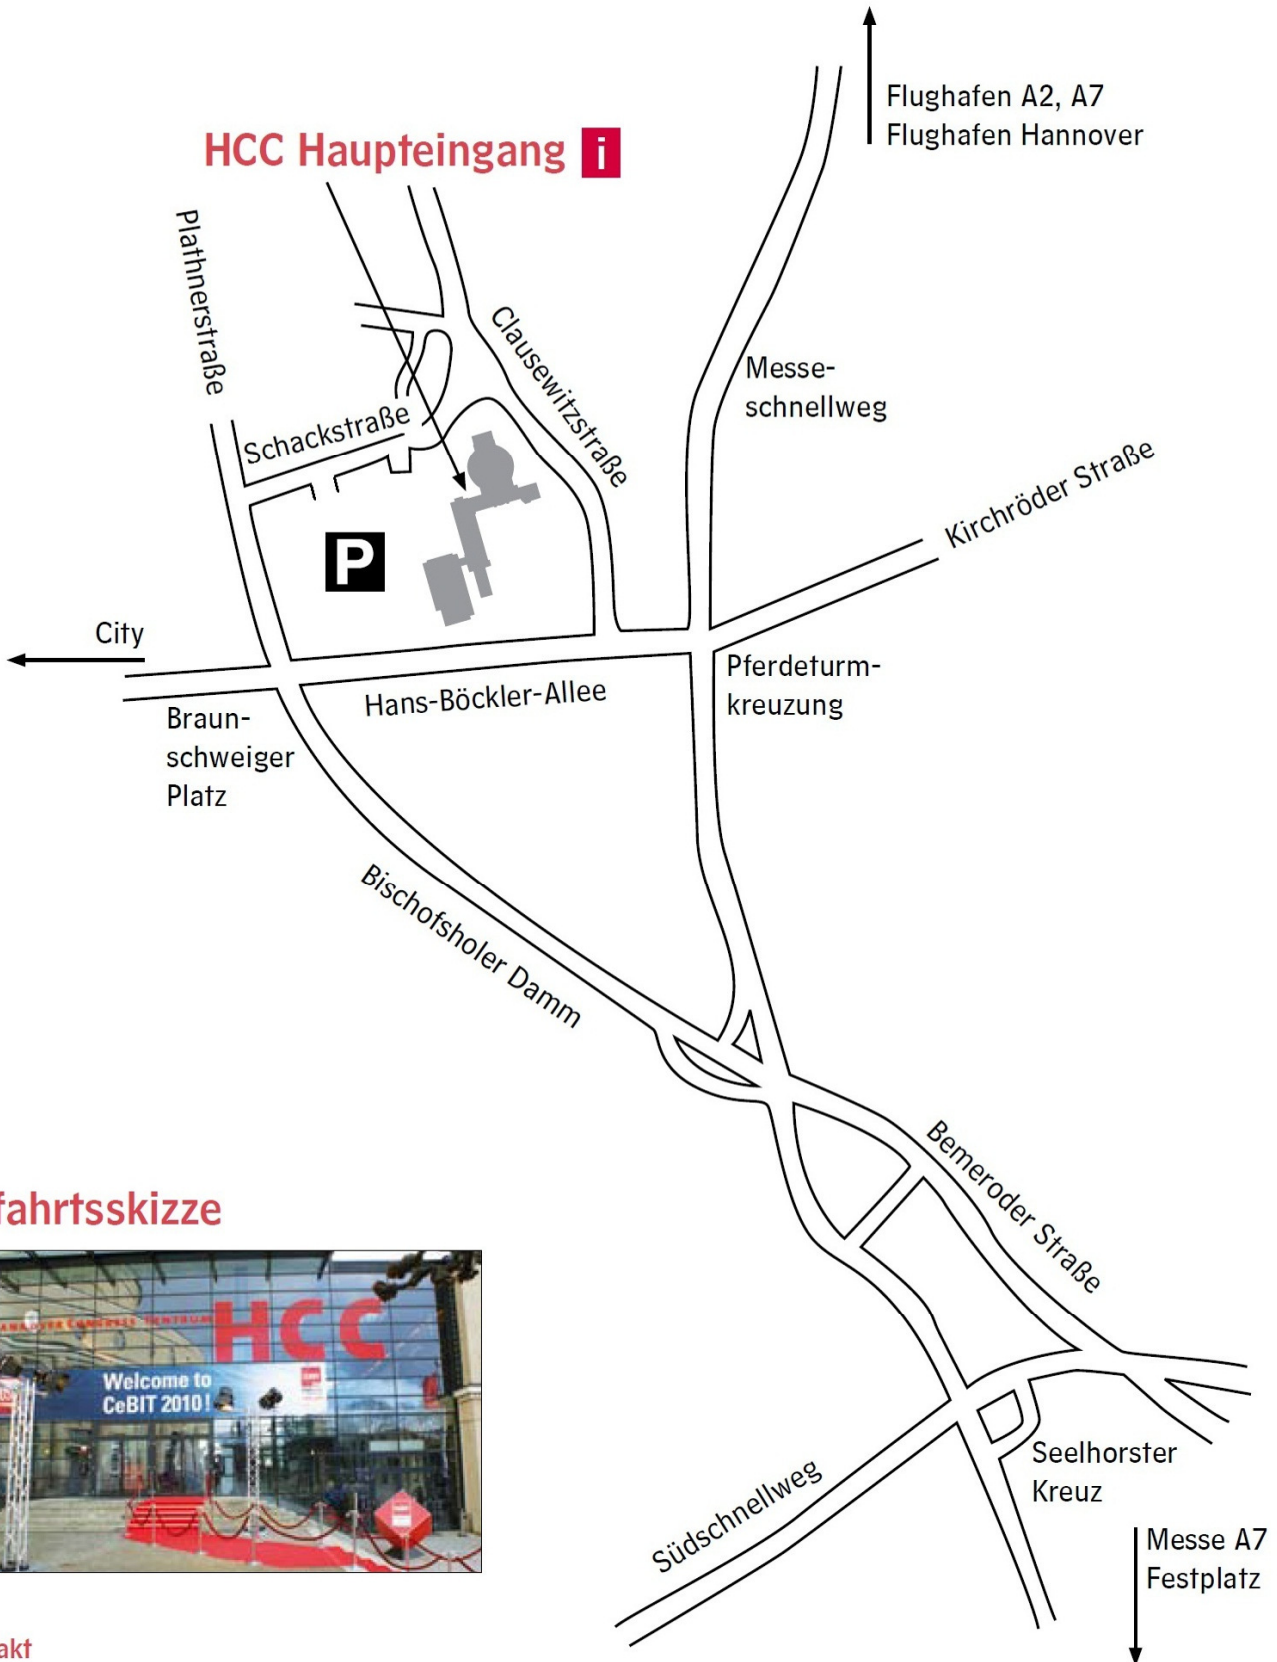 Flughafen A2, A7
Flughafen Hannover
HCC Haupteingang i
Plathnerstraße
Clausewitzstraße
Messe-
schnellweg
Schackstraße
Kirchröder Straße
P
City
Pferdeturm-
kreuzung
Hans-Böckler-Allee
Braun-
schweiger
Platz
Bischofsholer Damm
Bemeroder Straße
fahrtsskizze
HCC
Welcome to
CeBIT 2010!
Seelhorster
Kreuz
Südschnellweg
Messe A7
Festplatz
akt